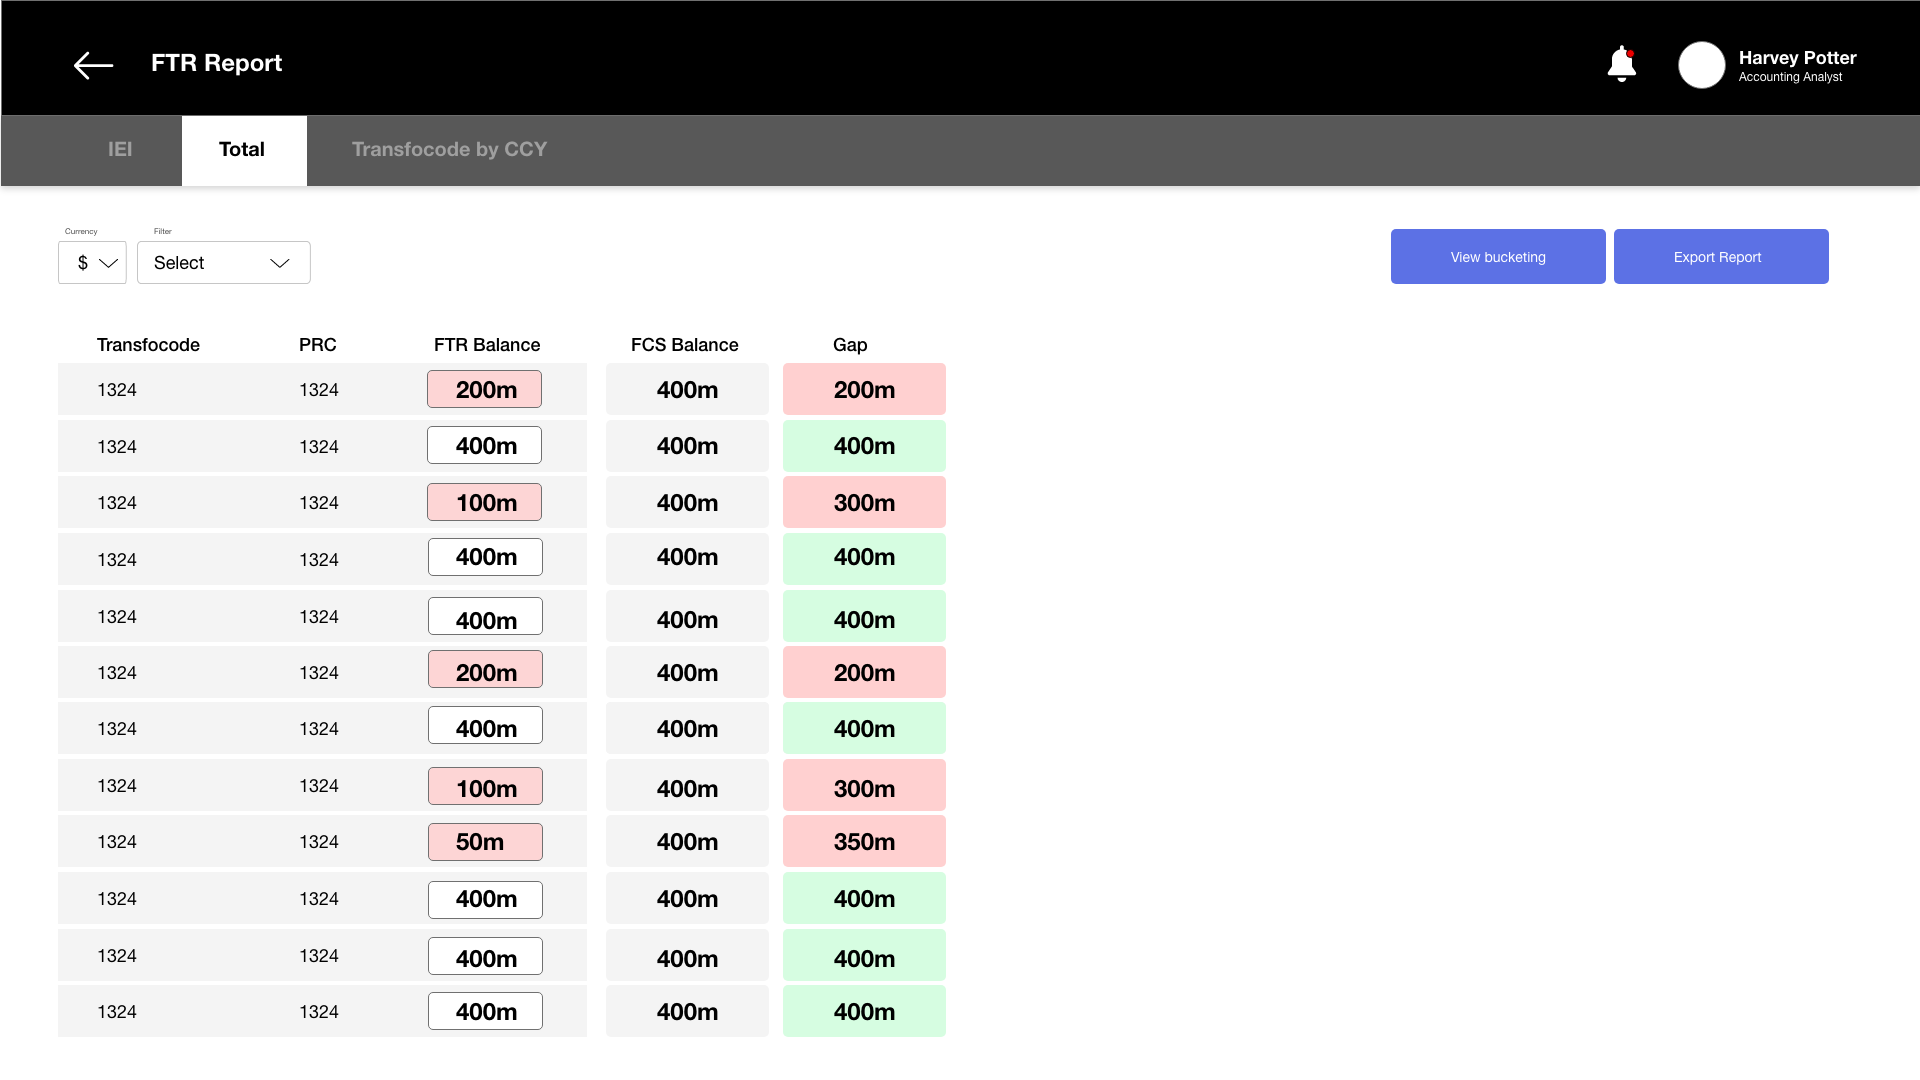 FTR Report
Harvey Potter
Accounting Analyst
IEI Total Transfocode by CCY
Currency Filter
$ Select
View bucketing Export Report
Transfocode PRC FTR Balance FCS Balance Gap
1324 1324 200m 400m 200m
1324 1324 400m 400m 400m
1324 1324 100m 400m 300m
1324 1324 400m 400m 400m
1324 1324 400m 400m 400m
1324 1324 200m 400m 200m
1324 1324 400m 400m 400m
1324 1324 100m 400m 300m
1324 1324 50m 400m 350m
1324 1324 400m 400m 400m
1324 1324 400m 400m 400m
1324 1324 400m 400m 400m